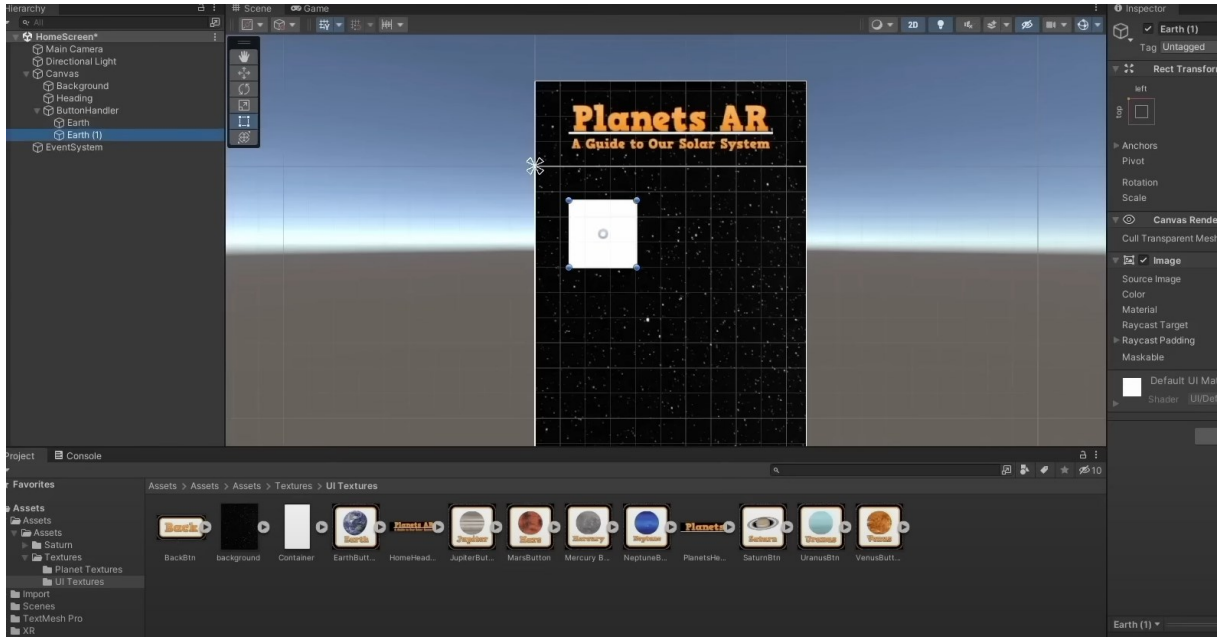 Hierarchy
All
HomeScreen*
Main Camera
Directional Light
Canvas
Background
Heading
ButtonHandler
Earth
Earth (1)
EventSystem
Scene Game
2D
Planets AR
A Guide to Our Solar System
Inspector
Earth (1)
Tag Untagged
Rect Transform
left
top
Anchors
Pivot
Rotation
Scale
Canvas Rende
Cull Transparent Mesh
Image
Source Image
Color
Material
Raycast Target
Raycast Padding
Maskable
Default UI Mat
Shader UI/Def
Project Console
10
Favorites
Assets
Assets
Assets
Saturn
Textures
Planet Textures
UI Textures
Import
Scenes
TextMesh Pro
XR
Assets > Assets > Assets > Textures > UI Textures
Back Earth Planets AR Jupiter Mars Mercury Neptune Planets Saturn Uranus Venus
BackBtn background Container EarthButt... HomeHead... JupiterBut... MarsButton Mercury B... NeptuneB... PlanetsHe... SaturnBtn UranusBtn VenusButt...
Earth (1)